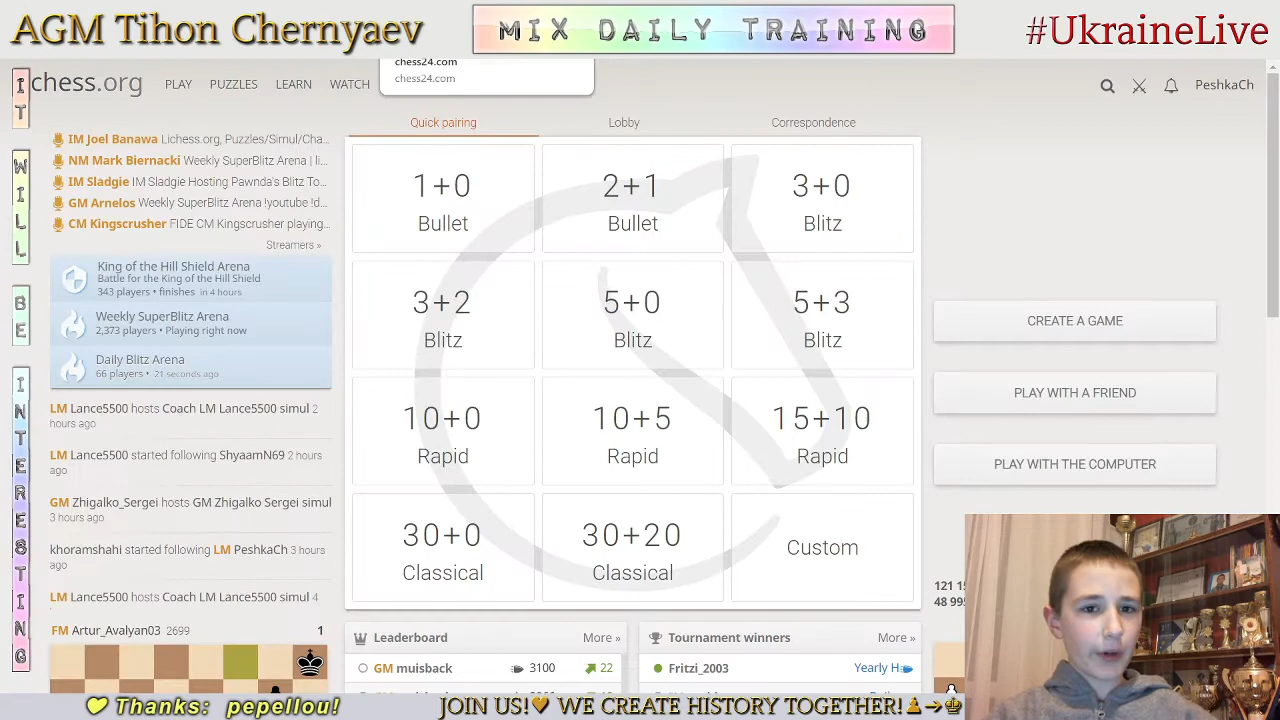 AGM Tihon Chernyaev
MIX DAILY TRAINING
#UkraineLive
IT WILL BE INTERESTING
chess.org
PLAY
PUZZLES
LEARN
WATCH
chess24.com
chess24.com
PeshkaCh
IM Joel Banawa Lichess.org, Puzzles/Simul/Cha...
NM Mark Biernacki Weekly SuperBlitz Arena | li...
IM Sladgie IM Sladgie Hosting Pawnda's Blitz To...
GM Arnelos Weekly SuperBlitz Arena !youtube !d...
CM Kingscrusher FIDE CM Kingscrusher playing...
Streamers »
King of the Hill Shield Arena
Battle for the King of the Hill Shield
343 players • finishes in 4 hours
Weekly SuperBlitz Arena
2,373 players • Playing right now
Daily Blitz Arena
66 players • 21 seconds ago
LM Lance5500 hosts Coach LM Lance5500 simul 2
hours ago
LM Lance5500 started following ShyaamN69 2 hours
ago
GM Zhigalko_Sergei hosts GM Zhigalko Sergei simul
3 hours ago
khoramshahi started following LM PeshkaCh 3 hours
ago
LM Lance5500 hosts Coach LM Lance5500 simul 4
FM Artur_Avalyan03 2699 1
Quick pairing
Lobby
Correspondence
1+0
Bullet
2+1
Bullet
3+0
Blitz
3+2
Blitz
5+0
Blitz
5+3
Blitz
10+0
Rapid
10+5
Rapid
15+10
Rapid
30+0
Classical
30+20
Classical
Custom
CREATE A GAME
PLAY WITH A FRIEND
PLAY WITH THE COMPUTER
Leaderboard
More »
GM muisback 3100 22
Tournament winners
More »
Fritzi_2003 Yearly H
Thanks: pepellou!
JOIN US! WE CREATE HISTORY TOGETHER!